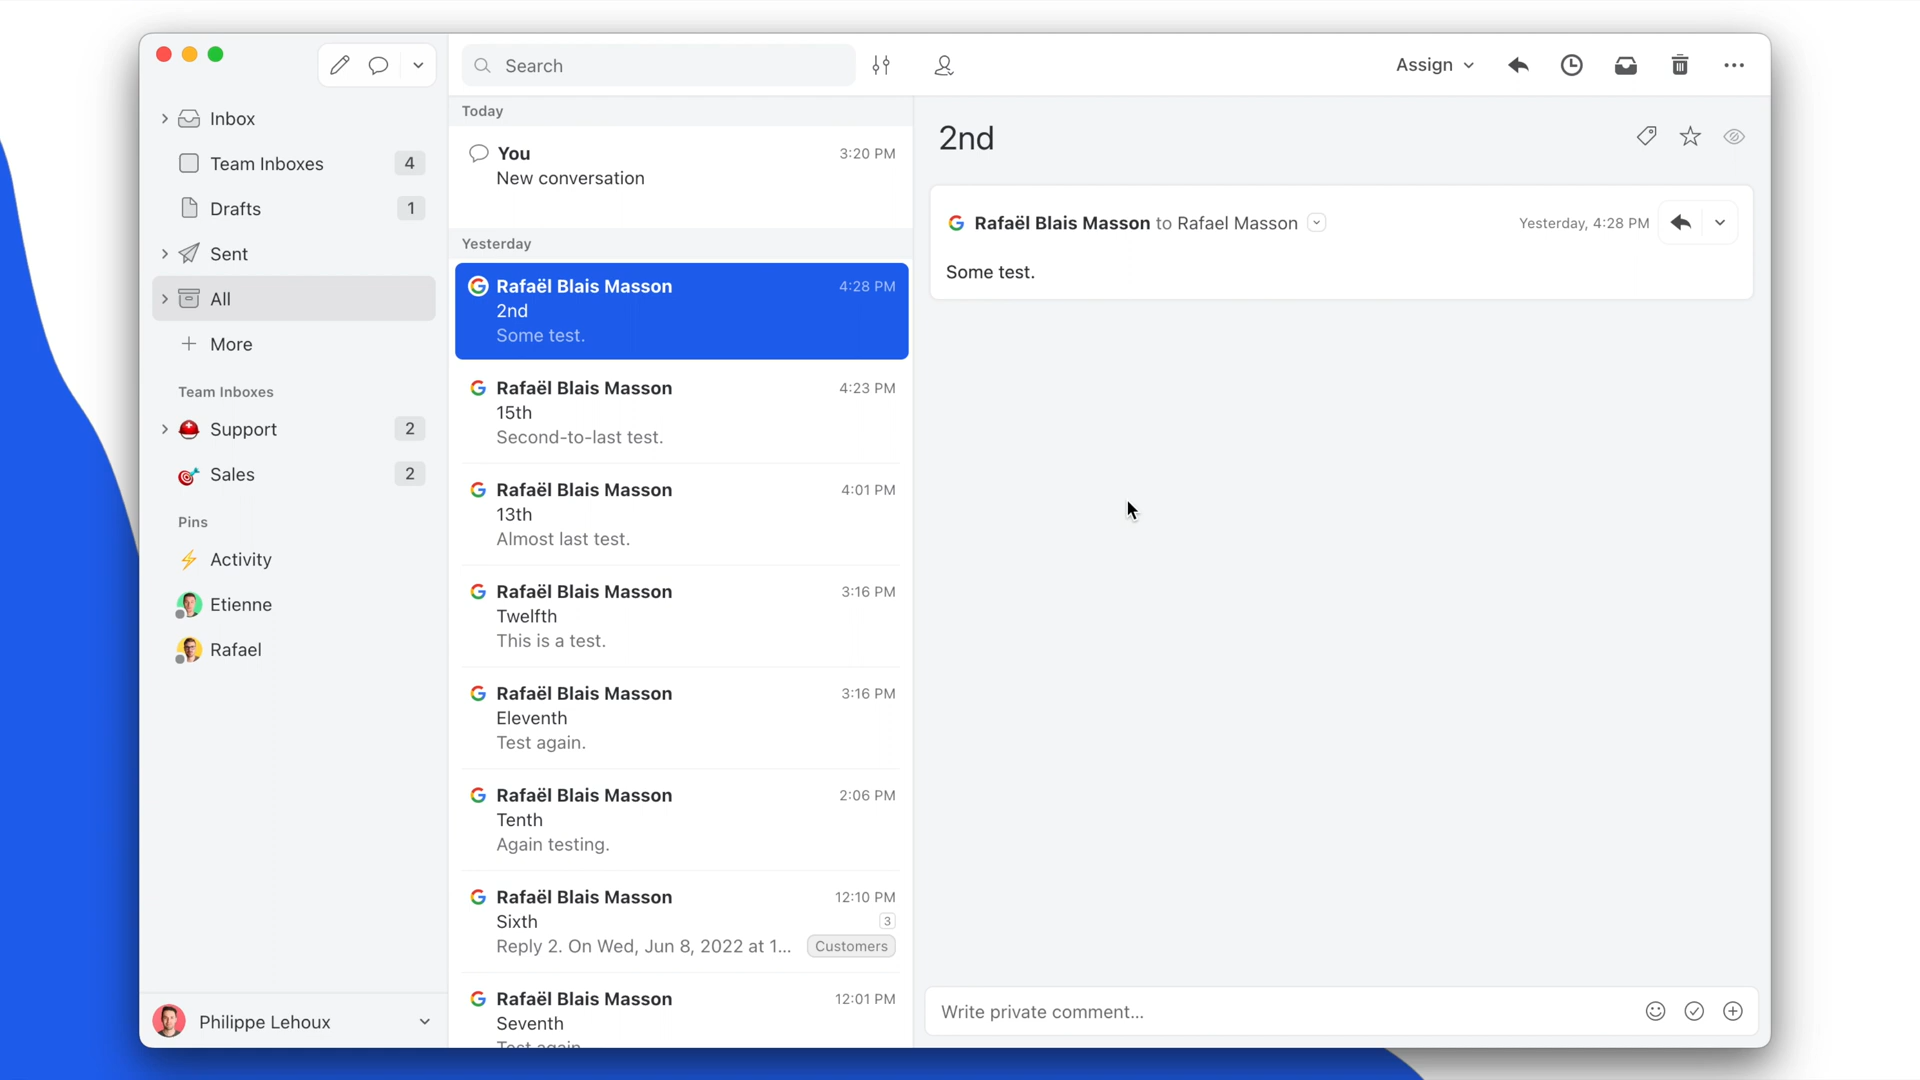 Inbox
Team Inboxes 4
Drafts 1
Sent
All
More
Team Inboxes
Support 2
Sales 2
Pins
Activity
Etienne
Rafael
Philippe Lehoux
Search
Today
You 3:20 PM
New conversation
Yesterday
Rafaël Blais Masson 4:28 PM
2nd
Some test.
Rafaël Blais Masson 4:23 PM
15th
Second-to-last test.
Rafaël Blais Masson 4:01 PM
13th
Almost last test.
Rafaël Blais Masson 3:16 PM
Twelfth
This is a test.
Rafaël Blais Masson 3:16 PM
Eleventh
Test again.
Rafaël Blais Masson 2:06 PM
Tenth
Again testing.
Rafaël Blais Masson 12:10 PM
Sixth 3
Reply 2. On Wed, Jun 8, 2022 at 1... Customers
Rafaël Blais Masson 12:01 PM
Seventh
Test again
Assign
2nd
Rafaël Blais Masson to Rafael Masson Yesterday, 4:28 PM
Some test.
Write private comment...